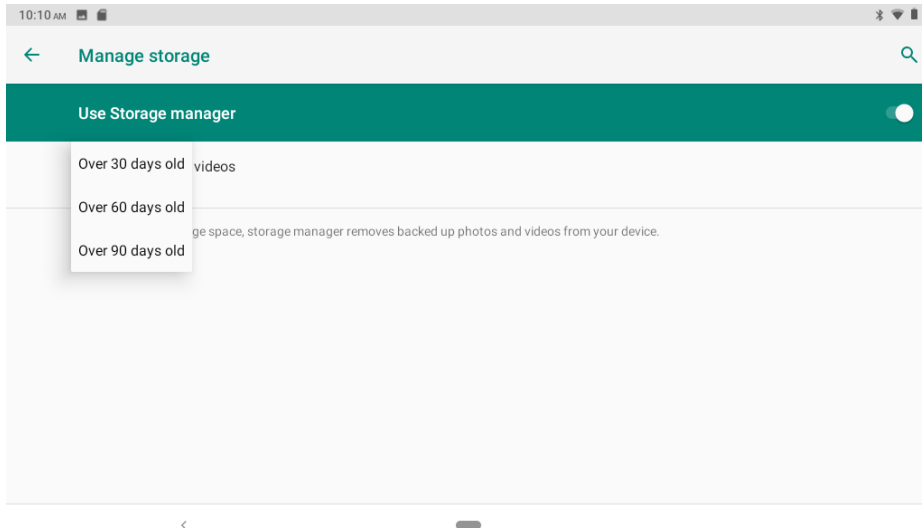 10:10 AM
Manage storage
Use Storage manager
Over 30 days old
videos
Over 60 days old
ge space, storage manager removes backed up photos and videos from your device.
Over 90 days old